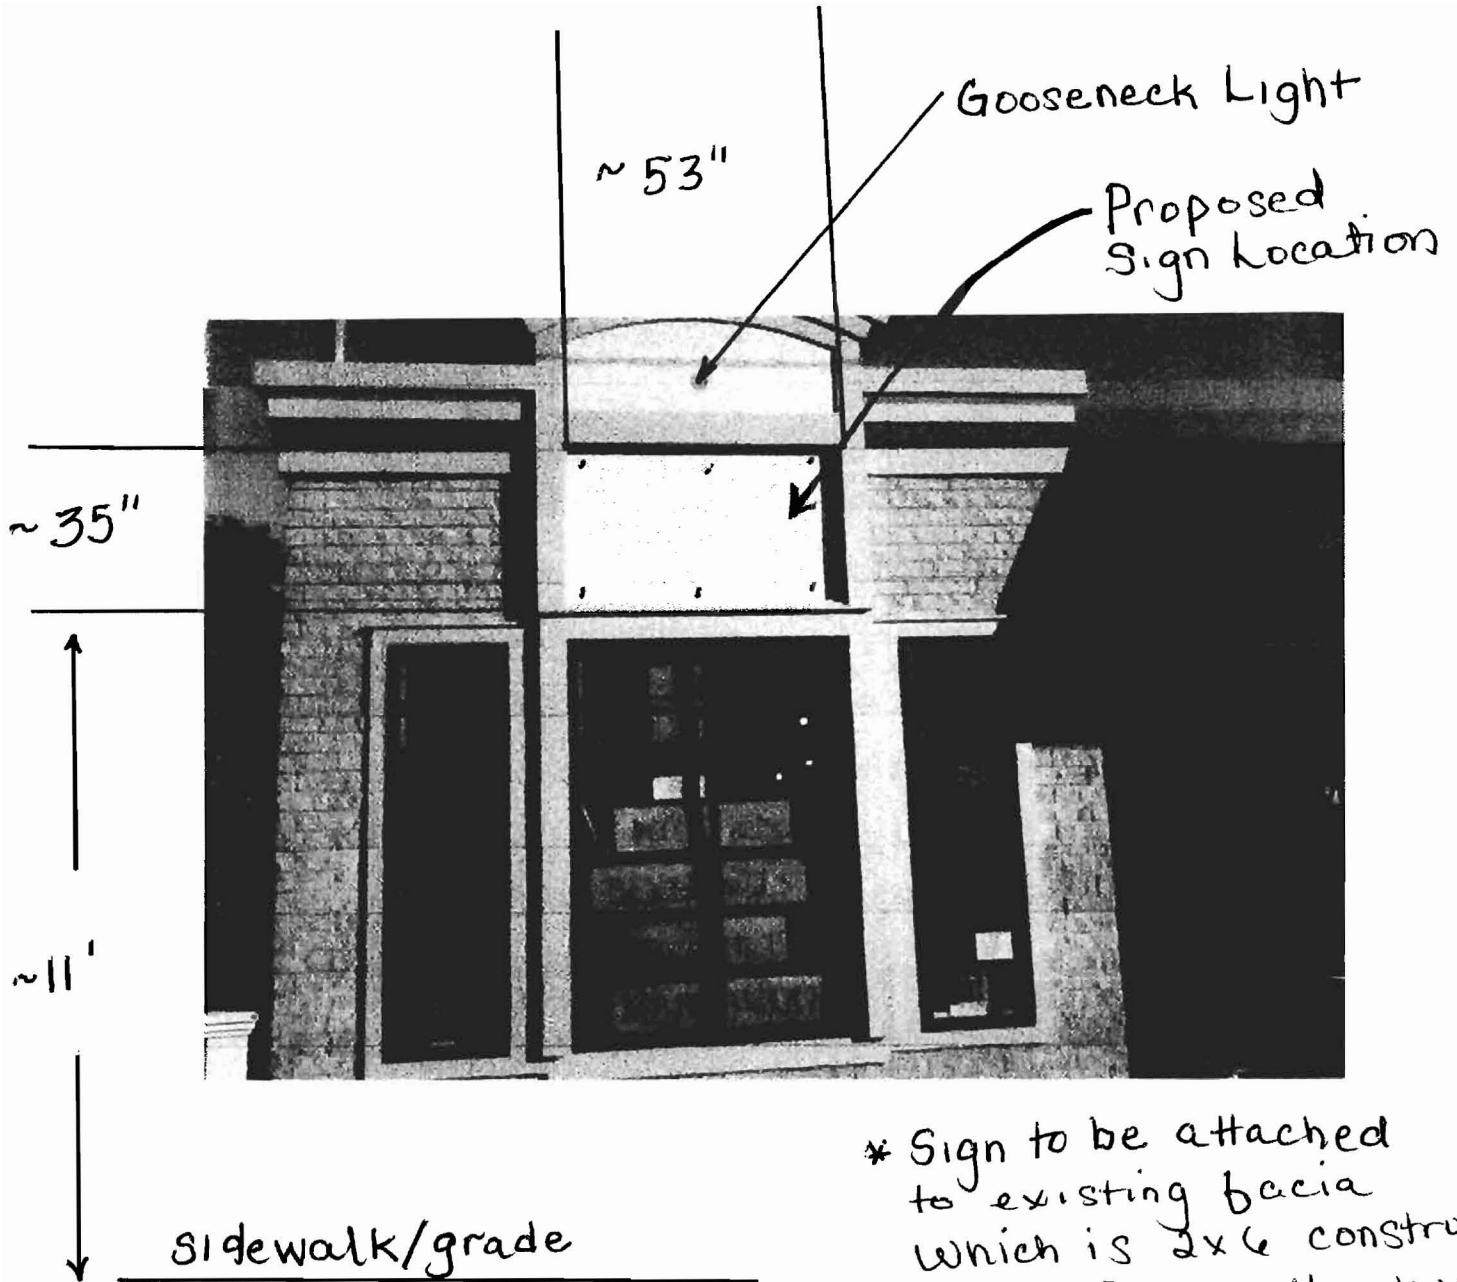 Gooseneck Light
~ 53"
Proposed
Sign Location
~ 35"
~11'
* Sign to be attached
to existing facia
which is 2x6
sidewalk/grade